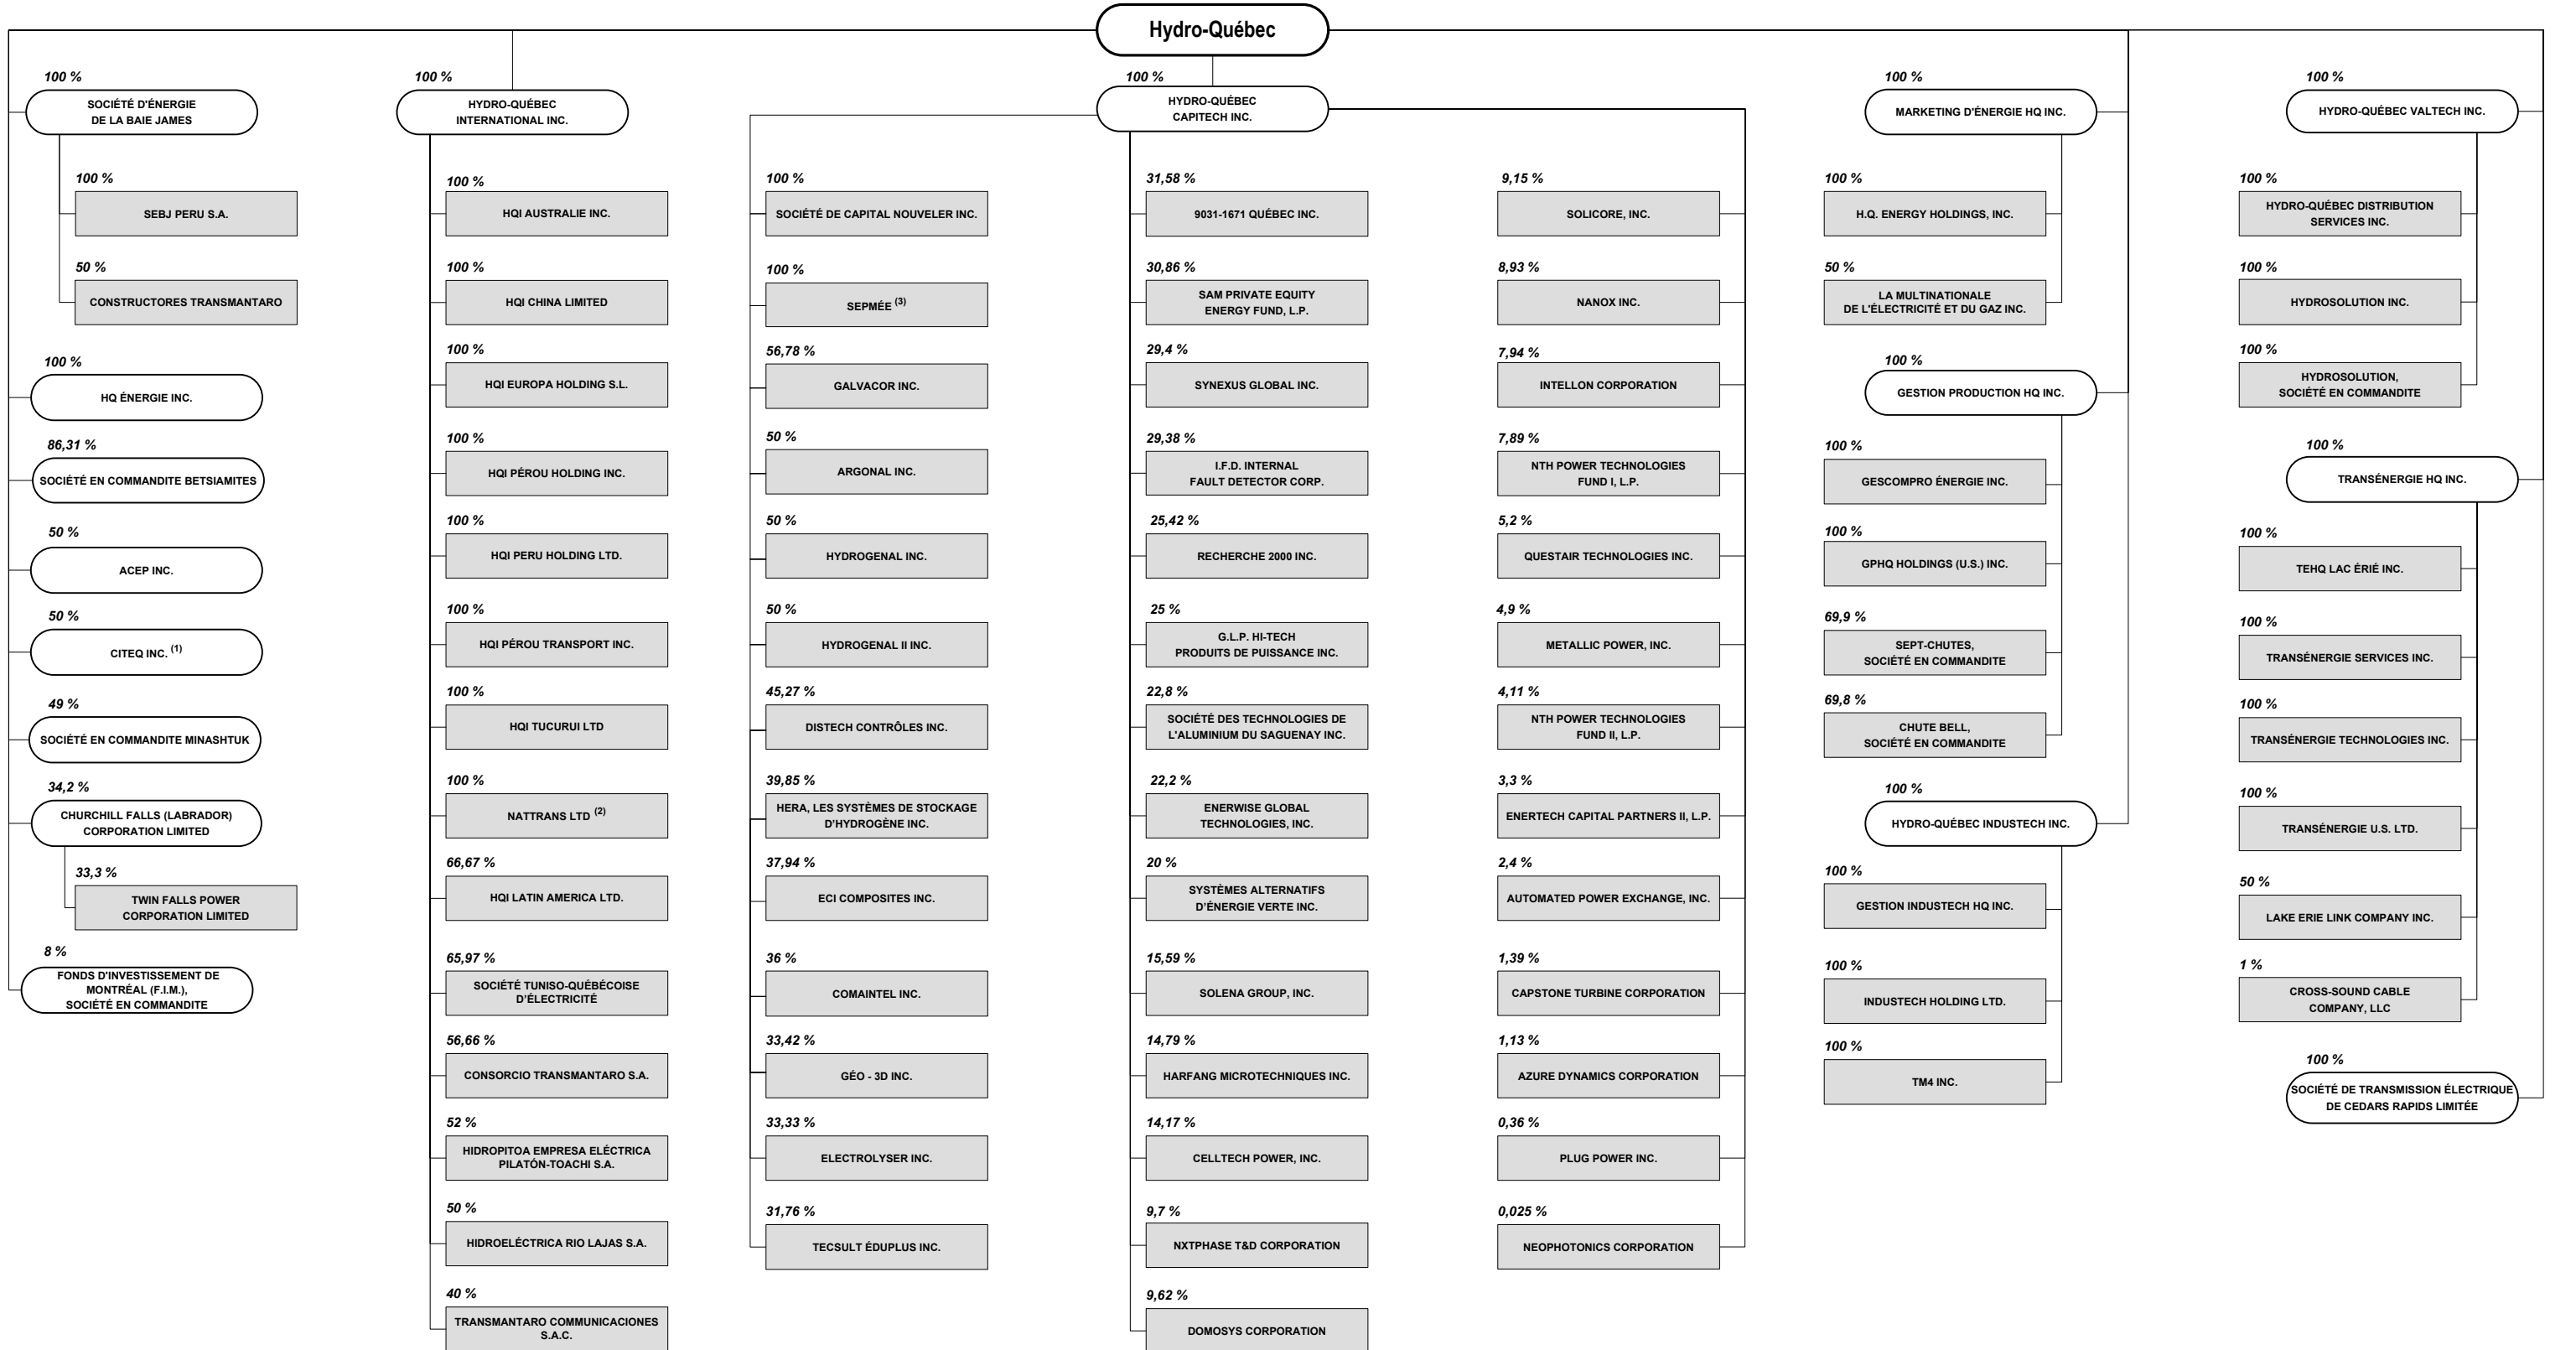 Hydro-Québec
100 %
SOCIÉTÉ D'ÉNERGIE
DE LA BAIE JAMES
100 %
SEBJ PERU S.A.
50 %
CONSTRUCTORES TRANSMANTARO
100 %
HQ ÉNERGIE INC.
86,31 %
SOCIÉTÉ EN COMMANDITE BETSIAMITES
50 %
ACEP INC.
50 %
CITEQ INC. (1)
49 %
SOCIÉTÉ EN COMMANDITE MINASHTUK
34,2 %
CHURCHILL FALLS (LABRADOR)
CORPORATION LIMITED
33,3 %
TWIN FALLS POWER
CORPORATION LIMITED
8 %
FONDS D'INVESTISSEMENT DE
MONTRÉAL (F.I.M.),
SOCIÉTÉ EN COMMANDITE
100 %
HYDRO-QUÉBEC
INTERNATIONAL INC.
100 %
HQI AUSTRALIE INC.
100 %
HQI CHINA LIMITED
100 %
HQI EUROPA HOLDING S.L.
100 %
HQI PÉROU HOLDING INC.
100 %
HQI PERU HOLDING LTD.
100 %
HQI PÉROU TRANSPORT INC.
100 %
HQI TUCURUI LTD
100 %
NATTRANS LTD (2)
66,67 %
HQI LATIN AMERICA LTD.
65,97 %
SOCIÉTÉ TUNISO-QUÉBÉCOISE
D'ÉLECTRICITÉ
56,66 %
CONSORCIO TRANSMANTARO S.A.
52 %
HIDROPITOA EMPRESA ELÉCTRICA
PILATÓN-TOACHI S.A.
50 %
HIDROELÉCTRICA RIO LAJAS S.A.
40 %
TRANSMANTARO COMMUNICACIONES
S.A.C.
100 %
HYDRO-QUÉBEC
CAPITECH INC.
100 %
SOCIÉTÉ DE CAPITAL NOUVELER INC.
100 %
SEPMÉE (3)
56,78 %
GALVACOR INC.
50 %
ARGONAL INC.
50 %
HYDROGENAL INC.
50 %
HYDROGENAL II INC.
45,27 %
DISTECH CONTRÔLES INC.
39,85 %
HERA, LES SYSTÈMES DE STOCKAGE
D'HYDROGÈNE INC.
37,94 %
ECI COMPOSITES INC.
36 %
COMAINTEL INC.
33,42 %
GÉO - 3D INC.
33,33 %
ELECTROLYSER INC.
31,76 %
TECSULT ÉDUPLUS INC.
31,58 %
9031-1671 QUÉBEC INC.
30,86 %
SAM PRIVATE EQUITY
ENERGY FUND, L.P.
29,4 %
SYNEXUS GLOBAL INC.
29,38 %
I.F.D. INTERNAL
FAULT DETECTOR CORP.
25,42 %
RECHERCHE 2000 INC.
25 %
G.L.P. HI-TECH
PRODUITS DE PUISSANCE INC.
22,8 %
SOCIÉTÉ DES TECHNOLOGIES DE
L'ALUMINIUM DU SAGUENAY INC.
22,2 %
ENERWISE GLOBAL
TECHNOLOGIES, INC.
20 %
SYSTÈMES ALTERNATIFS
D'ÉNERGIE VERTE INC.
15,59 %
SOLENA GROUP, INC.
14,79 %
HARFANG MICROTECHNIQUES INC.
14,17 %
CELLTECH POWER, INC.
9,7 %
NXTPHASE T&D CORPORATION
9,62 %
DOMOSYS CORPORATION
9,15 %
SOLICORE, INC.
8,93 %
NANOX INC.
7,94 %
INTELLON CORPORATION
7,89 %
NTH POWER TECHNOLOGIES
FUND I, L.P.
5,2 %
QUESTAIR TECHNOLOGIES INC.
4,9 %
METALLIC POWER, INC.
4,11 %
NTH POWER TECHNOLOGIES
FUND II, L.P.
3,3 %
ENERTECH CAPITAL PARTNERS II, L.P.
2,4 %
AUTOMATED POWER EXCHANGE, INC.
1,39 %
CAPSTONE TURBINE CORPORATION
1,13 %
AZURE DYNAMICS CORPORATION
0,36 %
PLUG POWER INC.
0,025 %
NEOPHOTONICS CORPORATION
100 %
MARKETING D'ÉNERGIE HQ INC.
100 %
H.Q. ENERGY HOLDINGS, INC.
50 %
LA MULTINATIONALE
DE L'ÉLECTRICITÉ ET DU GAZ INC.
100 %
GESTION PRODUCTION HQ INC.
100 %
GESCOMPRO ÉNERGIE INC.
100 %
GPHQ HOLDINGS (U.S.) INC.
69,9 %
SEPT-CHUTES,
SOCIÉTÉ EN COMMANDITE
69,8 %
CHUTE BELL,
SOCIÉTÉ EN COMMANDITE
100 %
HYDRO-QUÉBEC INDUSTECH INC.
100 %
GESTION INDUSTECH HQ INC.
100 %
INDUSTECH HOLDING LTD.
100 %
TM4 INC.
100 %
HYDRO-QUÉBEC VALTECH INC.
100 %
HYDRO-QUÉBEC DISTRIBUTION
SERVICES INC.
100 %
HYDROSOLUTION INC.
100 %
HYDROSOLUTION,
SOCIÉTÉ EN COMMANDITE
100 %
TRANSÉNERGIE HQ INC.
100 %
TEHQ LAC ÉRIÉ INC.
100 %
TRANSÉNERGIE SERVICES INC.
100 %
TRANSÉNERGIE TECHNOLOGIES INC.
100 %
TRANSÉNERGIE U.S. LTD.
50 %
LAKE ERIE LINK COMPANY INC.
1 %
CROSS-SOUND CABLE
COMPANY, LLC
100 %
SOCIÉTÉ DE TRANSMISSION ÉLECTRIQUE
DE CEDARS RAPIDS LIMITÉE